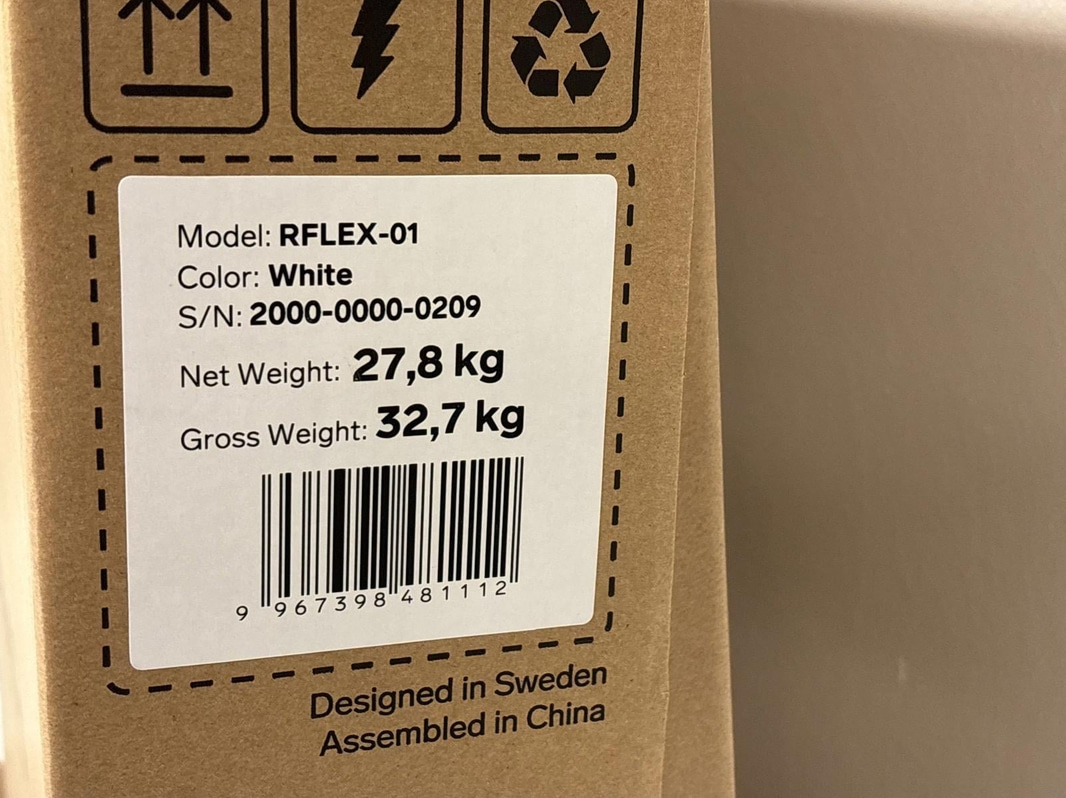 Model: RFLEX-01
Color: White
S/N: 2000-0000-0209
Net Weight: 27,8 kg
Gross Weight: 32,7 kg
9 967398 481112
Designed in Sweden
Assembled in China